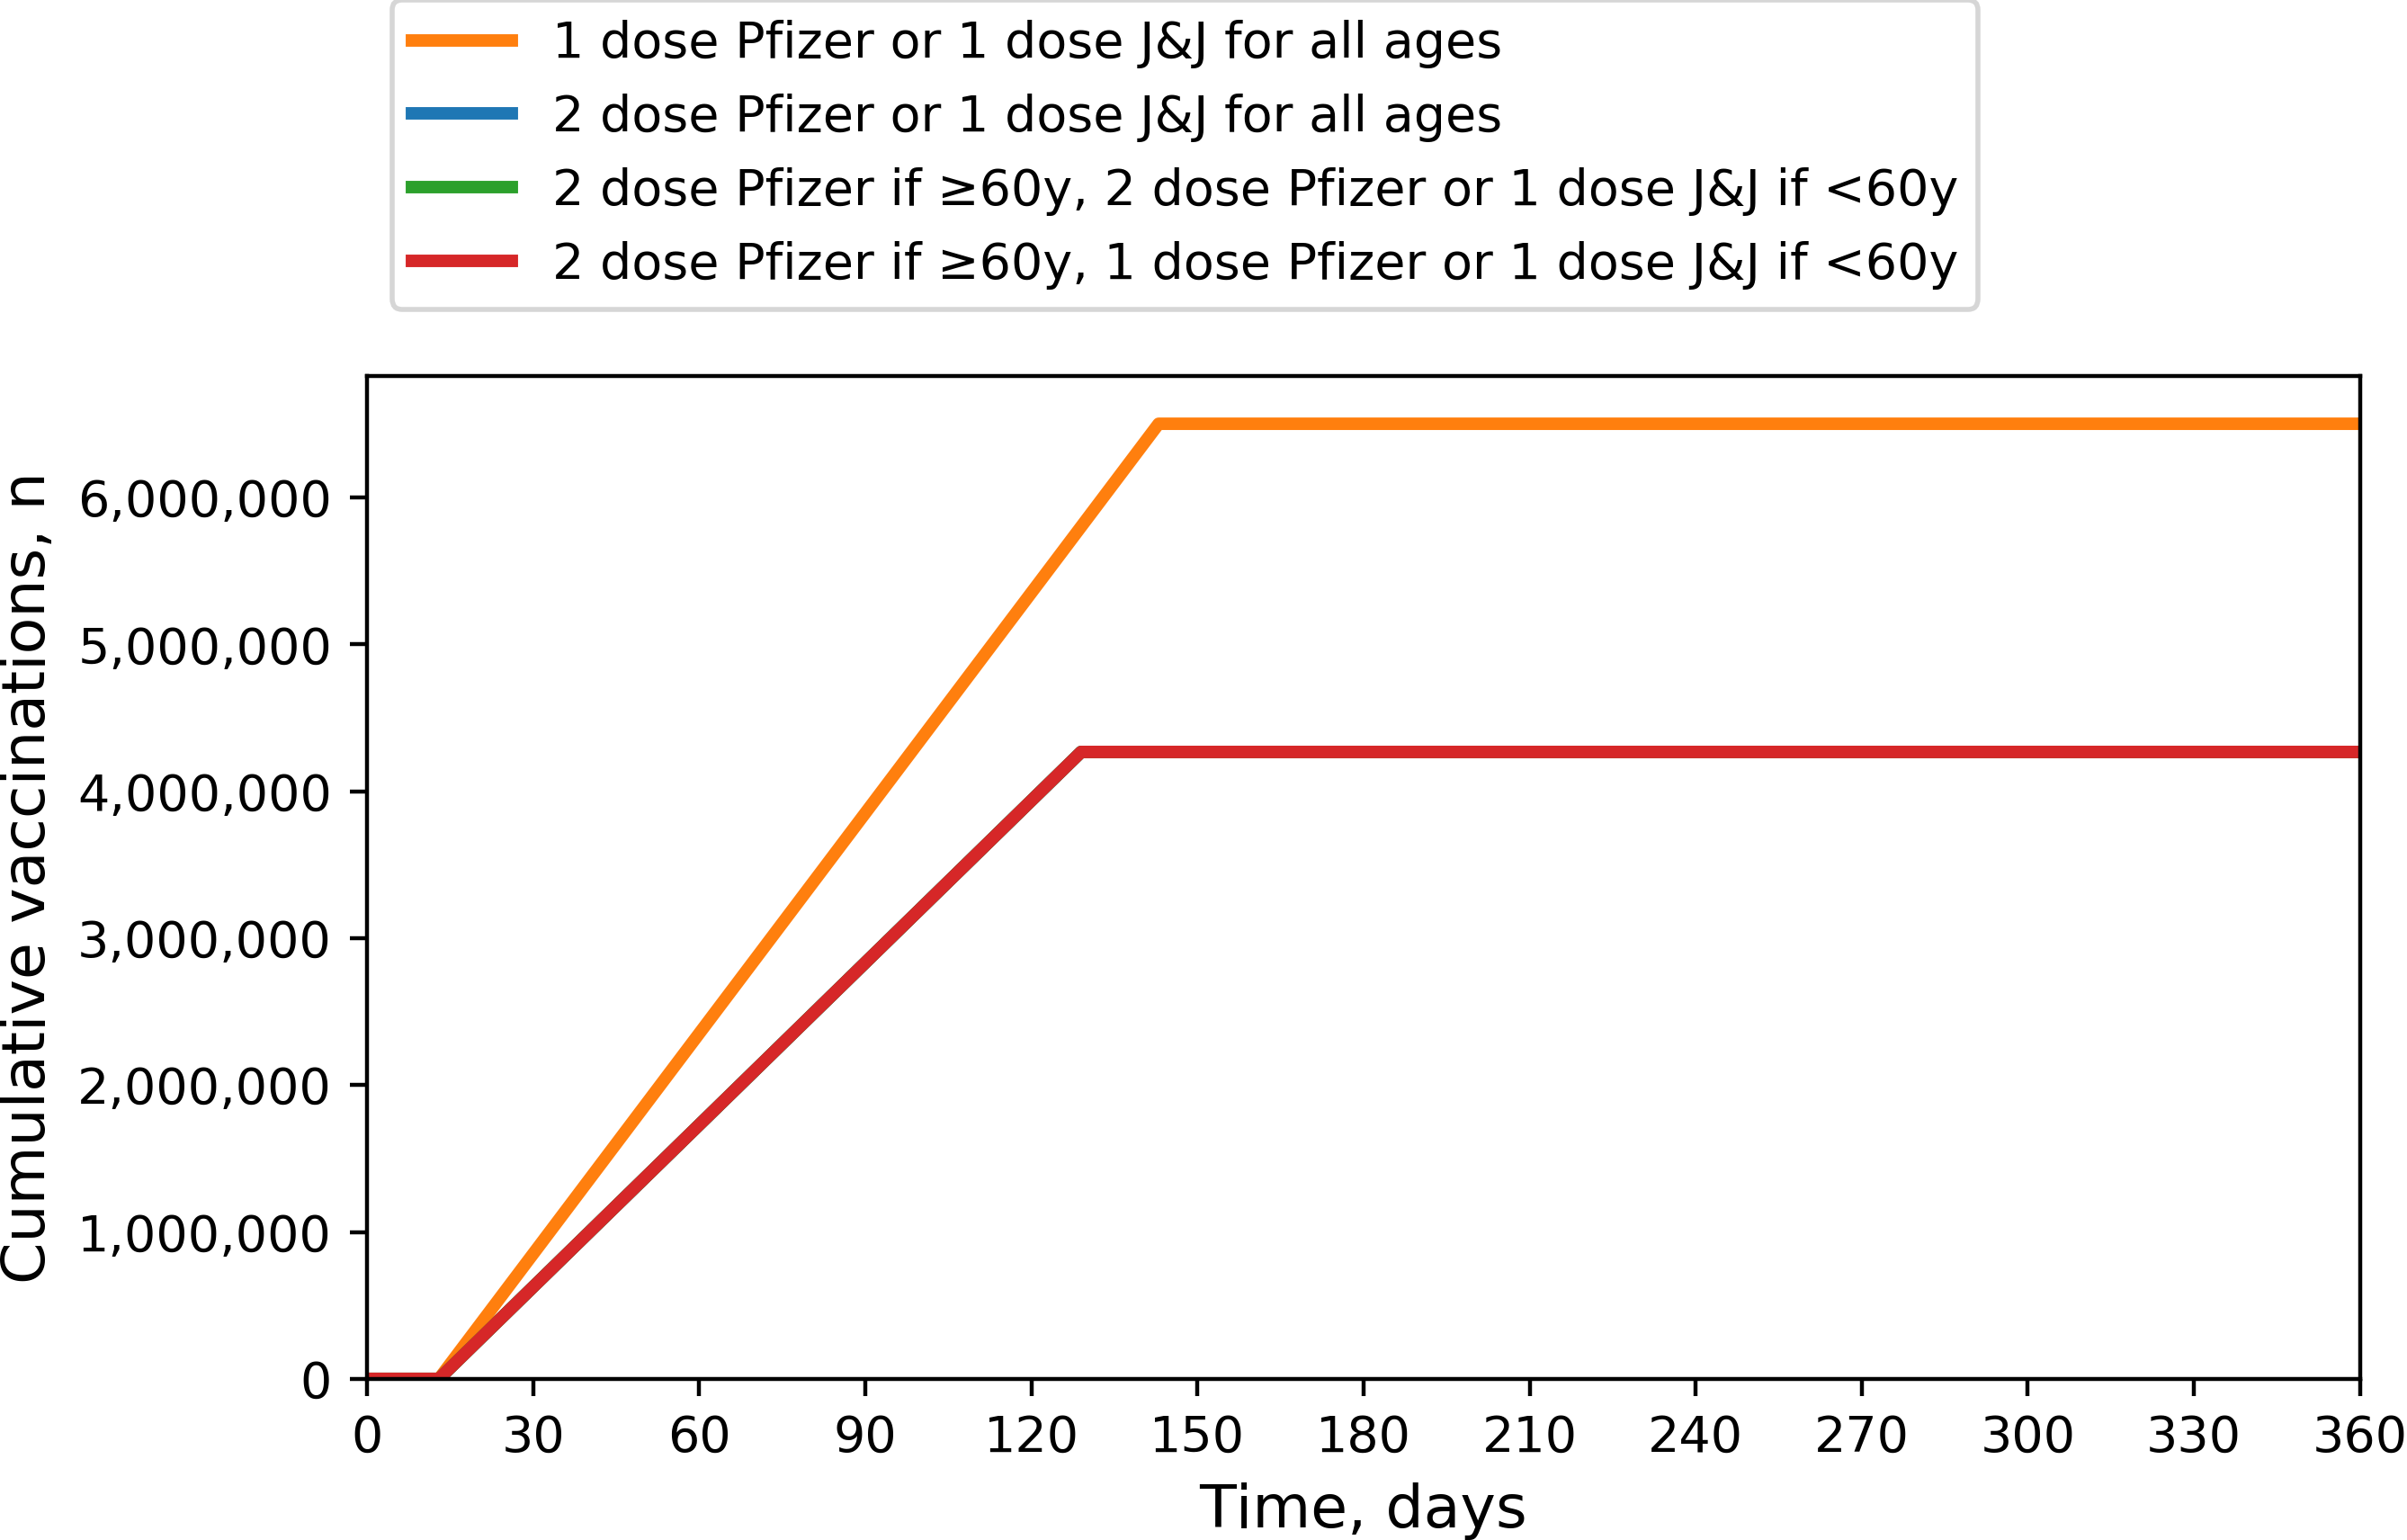 1 dose Pfizer or 1 dose J&J for all ages
2 dose Pfizer or 1 dose J&J for all ages
2 dose Pfizer if ≥60y, 2 dose Pfizer or 1 dose J&J if <60y
2 dose Pfizer if ≥60y, 1 dose Pfizer or 1 dose J&J if <60y
Cumulative vaccinations, n
6,000,000
5,000,000
4,000,000
3,000,000
2,000,000
1,000,000
0
0 30 60 90 120 150 180 210 240 270 300 330 360
Time, days